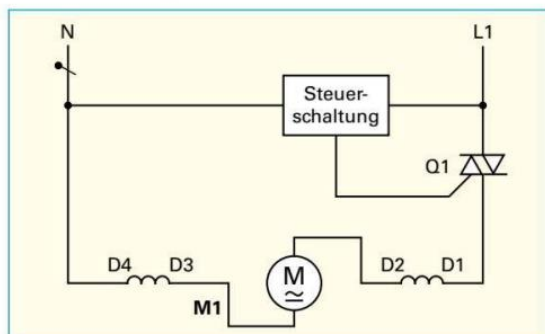 N
L1
Steuer-
schaltung
Q1
D4
D3
M
D2
D1
M1